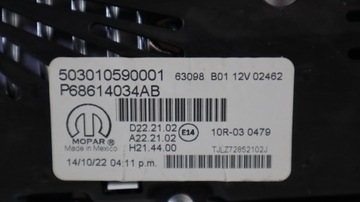 503010590001 63098 B01 12V 02462
P68614034AB
MOPAR®
Made in Mexico
D22.21.02
A22.21.02
H21.44.00
E14
10R-03 0479
14/10/22 04:11 p.m.
TJLZ72852102J